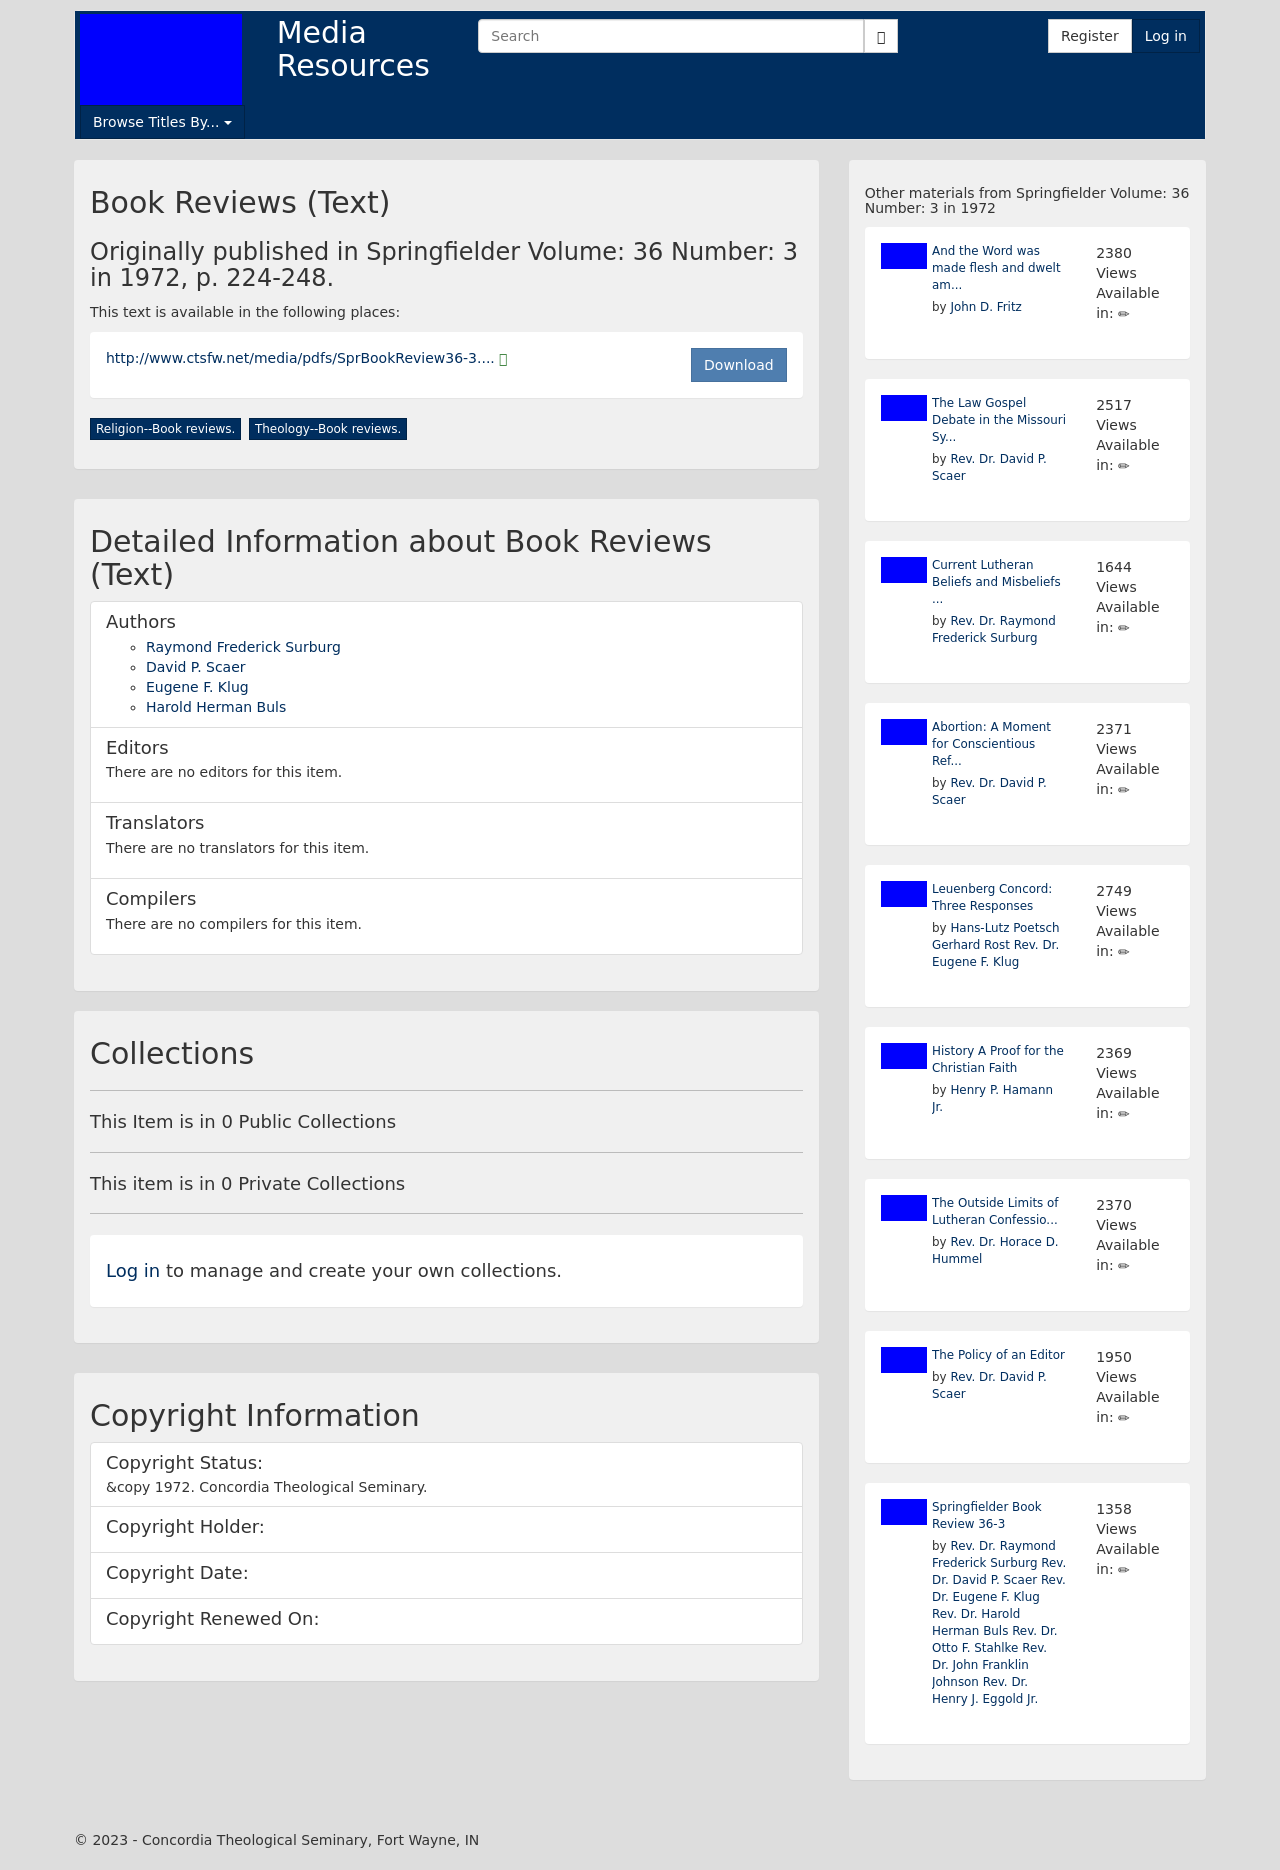 Media
Resources
Search
Register
Log in
Browse Titles By...
Book Reviews (Text)
Originally published in Springfielder Volume: 36 Number: 3
in 1972, p. 224-248.
This text is available in the following places:
http://www.ctsfw.net/media/pdfs/SprBookReview36-3....
Download
Religion--Book reviews.
Theology--Book reviews.
Detailed Information about Book Reviews
(Text)
Authors
Raymond Frederick Surburg
David P. Scaer
Eugene F. Klug
Harold Herman Buls
Editors
There are no editors for this item.
Translators
There are no translators for this item.
Compilers
There are no compilers for this item.
Collections
This Item is in 0 Public Collections
This item is in 0 Private Collections
Log in to manage and create your own collections.
Copyright Information
Copyright Status:
&copy 1972. Concordia Theological Seminary.
Copyright Holder:
Copyright Date:
Copyright Renewed On:
Other materials from Springfielder Volume: 36
Number: 3 in 1972
And the Word was
made flesh and dwelt
am...
by John D. Fritz
2380
Views
Available
in: ✏
The Law Gospel
Debate in the Missouri
Sy...
by Rev. Dr. David P.
Scaer
2517
Views
Available
in: ✏
Current Lutheran
Beliefs and Misbeliefs
...
by Rev. Dr. Raymond
Frederick Surburg
1644
Views
Available
in: ✏
Abortion: A Moment
for Conscientious
Ref...
by Rev. Dr. David P.
Scaer
2371
Views
Available
in: ✏
Leuenberg Concord:
Three Responses
by Hans-Lutz Poetsch
Gerhard Rost Rev. Dr.
Eugene F. Klug
2749
Views
Available
in: ✏
History A Proof for the
Christian Faith
by Henry P. Hamann
Jr.
2369
Views
Available
in: ✏
The Outside Limits of
Lutheran Confessio...
by Rev. Dr. Horace D.
Hummel
2370
Views
Available
in: ✏
The Policy of an Editor
by Rev. Dr. David P.
Scaer
1950
Views
Available
in: ✏
Springfielder Book
Review 36-3
by Rev. Dr. Raymond
Frederick Surburg Rev.
Dr. David P. Scaer Rev.
Dr. Eugene F. Klug
Rev. Dr. Harold
Herman Buls Rev. Dr.
Otto F. Stahlke Rev.
Dr. John Franklin
Johnson Rev. Dr.
Henry J. Eggold Jr.
1358
Views
Available
in: ✏
© 2023 - Concordia Theological Seminary, Fort Wayne, IN